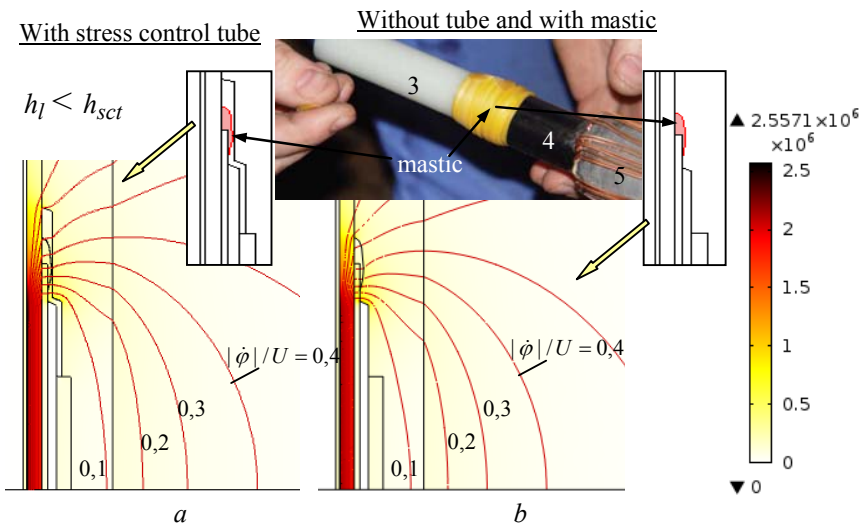 With stress control tube
Without tube and with mastic
h_l < h_sct
3
mastic
4
5
▲ 2.5571×10^6
×10^6
2.5
2
1.5
1
0.5
0
▼ 0
|φ̇| / U = 0,4
0,3
0,2
0,1
|φ̇| / U = 0,4
0,3
0,2
0,1
a
b